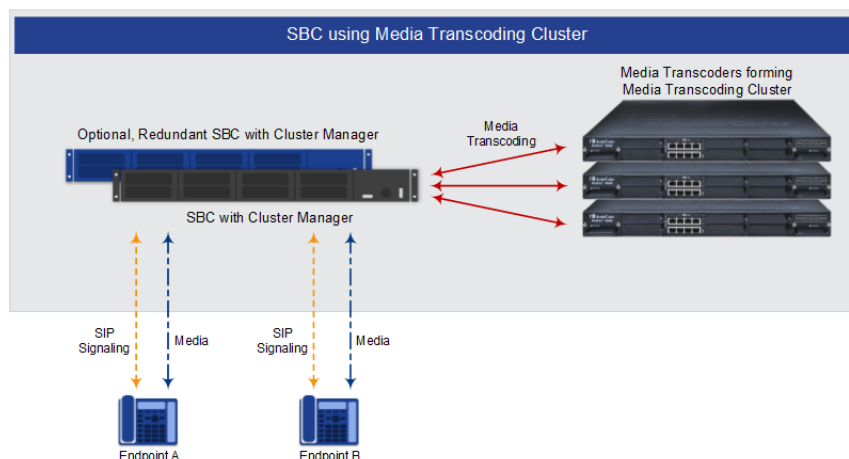 SBC using Media Transcoding Cluster
Media Transcoders forming
Media Transcoding Cluster
Optional, Redundant SBC with Cluster Manager
Media
Transcoding
SBC with Cluster Manager
SIP
Signaling
Media
SIP
Signaling
Media
Endpoint A
Endpoint B